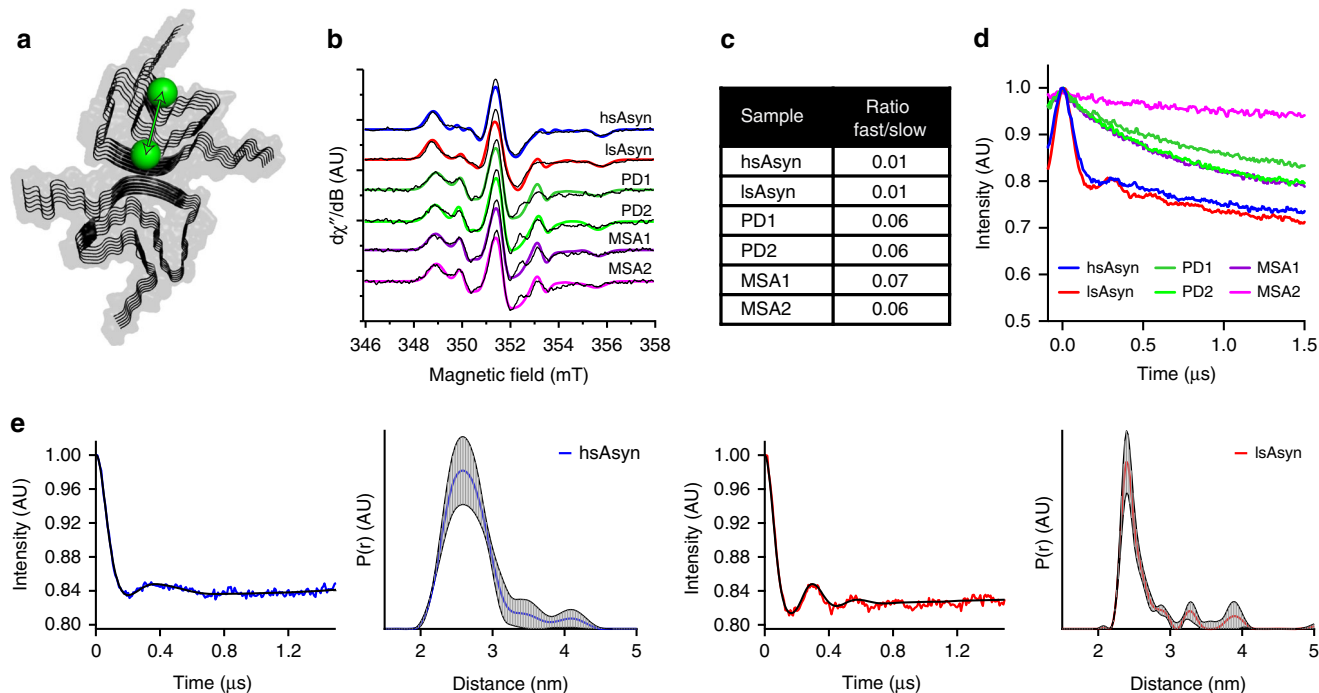 a
b
dχ″/dB (AU)
hsAsyn
lsAsyn
PD1
PD2
MSA1
MSA2
346 348 350 352 354 356 358
Magnetic field (mT)
c
Sample Ratio fast/slow
hsAsyn 0.01
lsAsyn 0.01
PD1 0.06
PD2 0.06
MSA1 0.07
MSA2 0.06
d
Intensity (AU)
1.0
0.9
0.8
0.7
0.6
0.5
hsAsyn PD1 MSA1
lsAsyn PD2 MSA2
0.0 0.5 1.0 1.5
Time (μs)
e
Intensity (AU)
1.00
0.96
0.92
0.88
0.84
0.80
0 0.4 0.8 1.2
Time (μs)
P(r) (AU)
hsAsyn
2 3 4 5
Distance (nm)
Intensity (AU)
1.00
0.96
0.92
0.88
0.84
0.80
0 0.4 0.8 1.2
Time (μs)
P(r) (AU)
lsAsyn
2 3 4 5
Distance (nm)